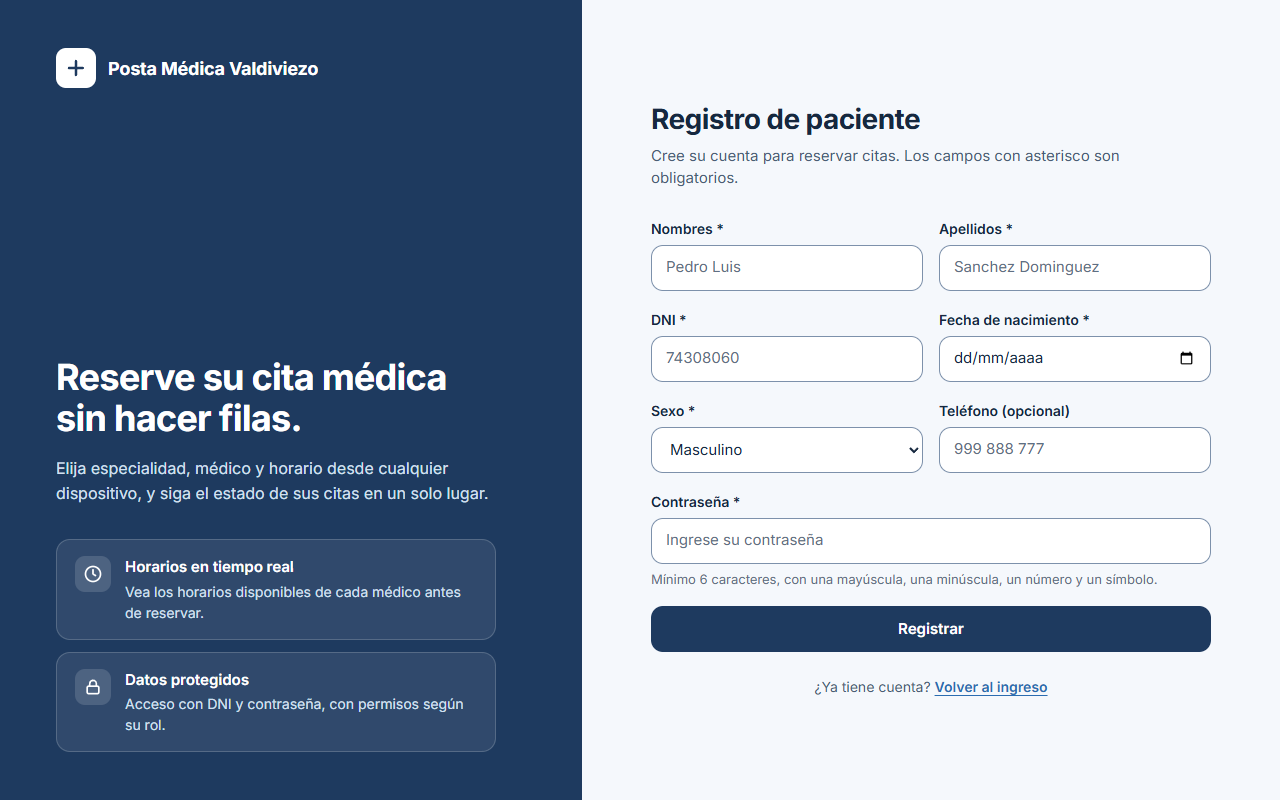 Posta Médica Valdiviezo
Reserve su cita médica
sin hacer filas.
Elija especialidad, médico y horario desde cualquier
dispositivo, y siga el estado de sus citas en un solo lugar.
Horarios en tiempo real
Vea los horarios disponibles de cada médico antes
de reservar.
Datos protegidos
Acceso con DNI y contraseña, con permisos según
su rol.
Registro de paciente
Cree su cuenta para reservar citas. Los campos con asterisco son
obligatorios.
Nombres * Apellidos *
Pedro Luis Sanchez Dominguez
DNI * Fecha de nacimiento *
74308060 dd/mm/aaaa
Sexo * Teléfono (opcional)
Masculino 999 888 777
Contraseña *
Ingrese su contraseña
Mínimo 6 caracteres, con una mayúscula, una minúscula, un número y un símbolo.
Registrar
¿Ya tiene cuenta? Volver al ingreso